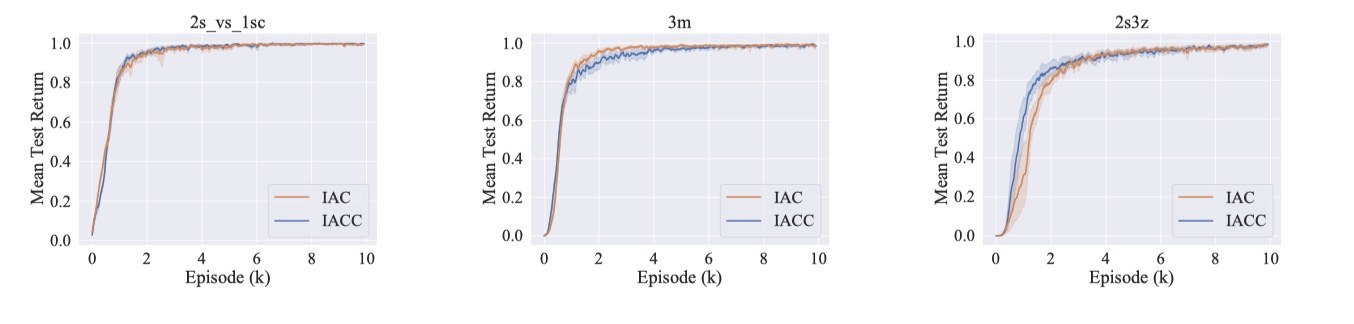 2s_vs_1sc
1.0
0.8
0.6
0.4
0.2
0.0
Mean Test Return
IAC
IACC
0 2 4 6 8 10
Episode (k)
3m
1.0
0.8
0.6
0.4
0.2
0.0
Mean Test Return
IAC
IACC
0 2 4 6 8 10
Episode (k)
2s3z
1.0
0.8
0.6
0.4
0.2
0.0
Mean Test Return
IAC
IACC
0 2 4 6 8 10
Episode (k)